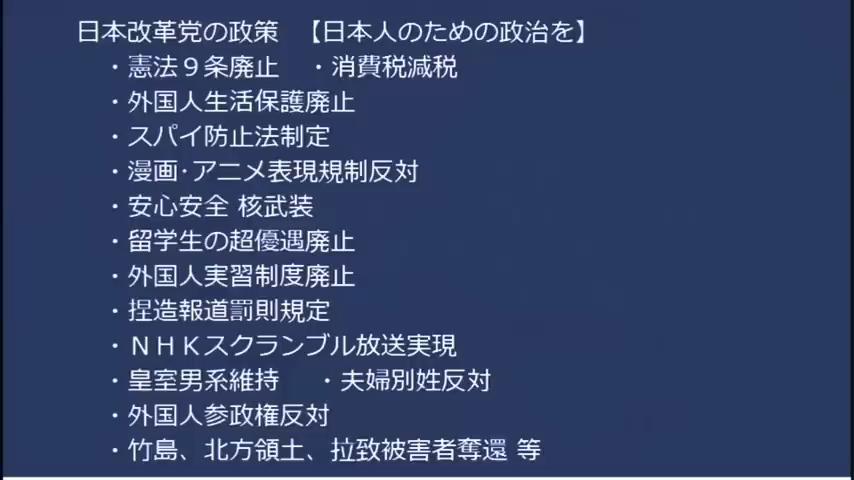 日本改革党の政策　【日本人のための政治を】
・憲法９条廃止　・消費税減税
・外国人生活保護廃止
・スパイ防止法制定
・漫画･アニメ表現規制反対
・安心安全 核武装
・留学生の超優遇廃止
・外国人実習制度廃止
・捏造報道罰則規定
・ＮＨＫスクランブル放送実現
・皇室男系維持　・夫婦別姓反対
・外国人参政権反対
・竹島、北方領土、拉致被害者奪還 等